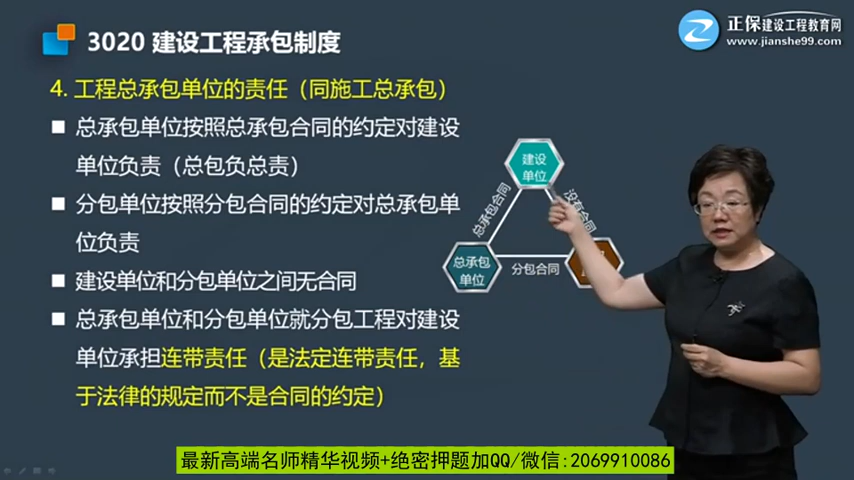 3020 建设工程承包制度
正保建设工程教育网
www.jianshe99.com
4. 工程总承包单位的责任（同施工总承包）
■ 总承包单位按照总承包合同的约定对建设
单位负责（总包负总责）
■ 分包单位按照分包合同的约定对总承包单
位负责
■ 建设单位和分包单位之间无合同
■ 总承包单位和分包单位就分包工程对建设
单位承担连带责任（是法定连带责任，基
于法律的规定而不是合同的约定）
建设
单位
总承包合同
没有合同
总承包
单位
分包合同
最新高端名师精华视频+绝密押题加QQ/微信:2069910086